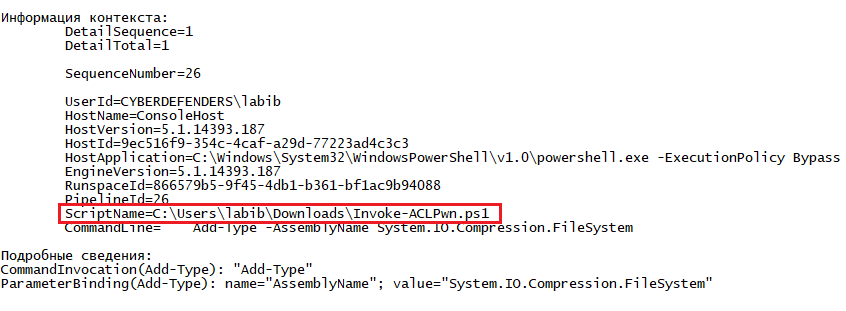 Информация контекста:
DetailSequence=1
DetailTotal=1
SequenceNumber=26
UserId=CYBERDEFENDERS\labib
HostName=ConsoleHost
HostVersion=5.1.14393.187
HostId=9ec516f9-354c-4caf-a29d-77223ad4c3c3
HostApplication=C:\Windows\System32\WindowsPowerShell\v1.0\powershell.exe -ExecutionPolicy Bypass
EngineVersion=5.1.14393.187
RunspaceId=866579b5-9f45-4db1-b361-bf1ac9b94088
PipelineId=26
ScriptName=C:\Users\labib\Downloads\Invoke-ACLPwn.ps1
CommandLine=    Add-Type -AssemblyName System.IO.Compression.FileSystem
Подробные сведения:
CommandInvocation(Add-Type): "Add-Type"
ParameterBinding(Add-Type): name="AssemblyName"; value="System.IO.Compression.FileSystem"